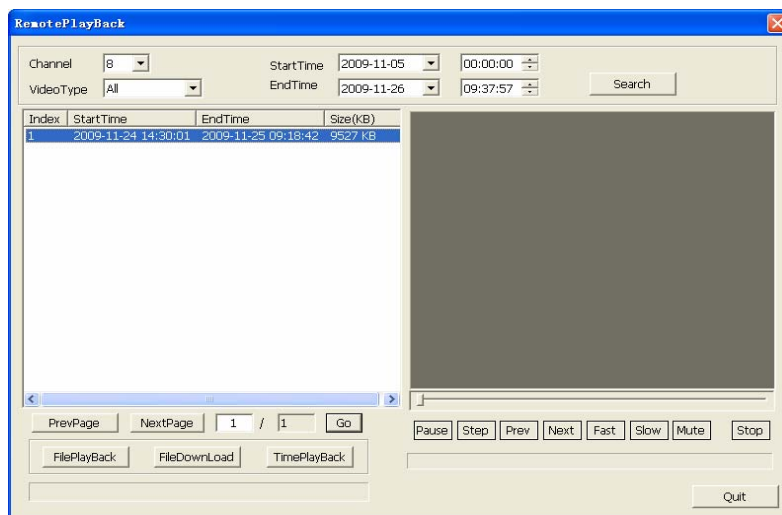 RemotePlayBack
Channel 8 StartTime 2009-11-05 00:00:00
VideoType All EndTime 2009-11-26 09:37:57 Search
Index StartTime EndTime Size(KB)
1 2009-11-24 14:30:01 2009-11-25 09:18:42 9527 KB
PrevPage NextPage 1 / 1 Go
Pause Step Prev Next Fast Slow Mute Stop
FilePlayBack FileDownLoad TimePlayBack
Quit